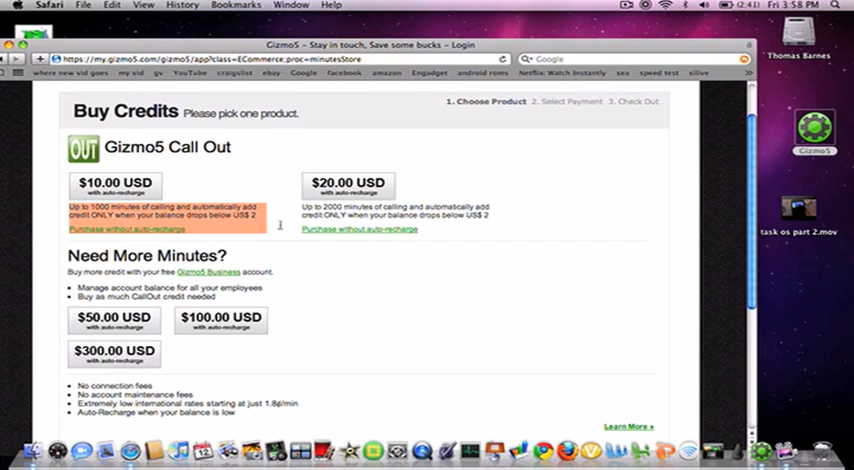 Safari File Edit View History Bookmarks Window Help (2:41) Fri 3:58 PM
Gizmo5 – Stay in touch, Save some bucks – Login
https://my.gizmo5.com/gizmo5/app?class=ECommerce;proc=minutesStore Google
where new vid goes myvid gv YouTube craigslist ebay Google facebook amazon Engadget android roms Netflix: Watch Instantly sea speed test silive
Thomas Barnes
Buy Credits Please pick one product.
1. Choose Product 2. Select Payment 3. Check Out
OUT Gizmo5 Call Out
Gizmo5
$10.00 USD $20.00 USD
with auto-recharge with auto-recharge
Up to 1000 minutes of calling and automatically add Up to 2000 minutes of calling and automatically add
credit ONLY when your balance drops below US$ 2 credit ONLY when your balance drops below US$ 2
Purchase without auto-recharge Purchase without auto-recharge
task os part 2.mov
Need More Minutes?
Buy more credit with your free Gizmo5 Business account.
• Manage account balance for all your employees
• Buy as much CallOut credit needed
$50.00 USD $100.00 USD
with auto-recharge with auto-recharge
$300.00 USD
with auto-recharge
• No connection fees
• No account maintenance fees
• Extremely low international rates starting at just 1.8¢/min
• Auto-Recharge when your balance is low
Learn More »